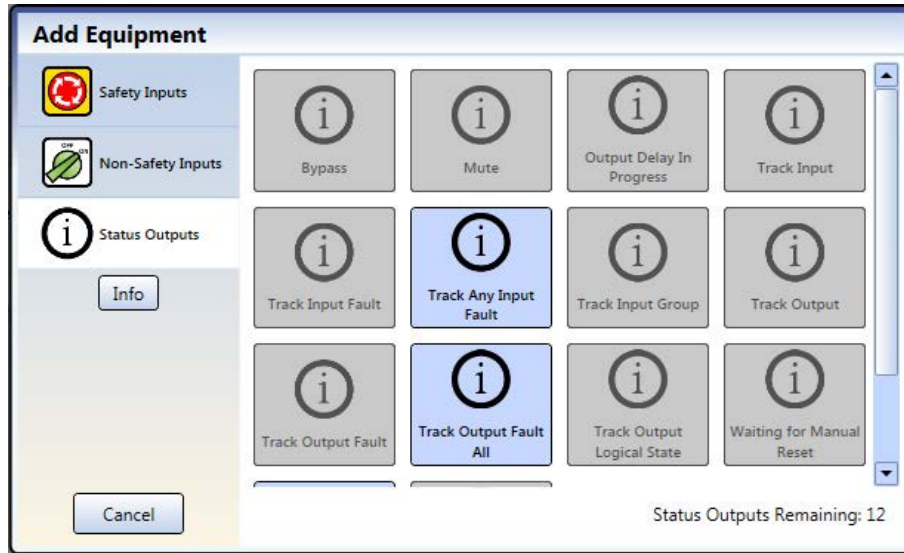 Add Equipment
Safety Inputs
OFF
ON
Non-Safety Inputs
i
Status Outputs
Info
Cancel
i
Bypass
i
Mute
i
Output Delay In
Progress
i
Track Input
i
Track Input Fault
i
Track Any Input
Fault
i
Track Input Group
i
Track Output
i
Track Output Fault
i
Track Output Fault
All
i
Track Output
Logical State
i
Waiting for Manual
Reset
Status Outputs Remaining: 12